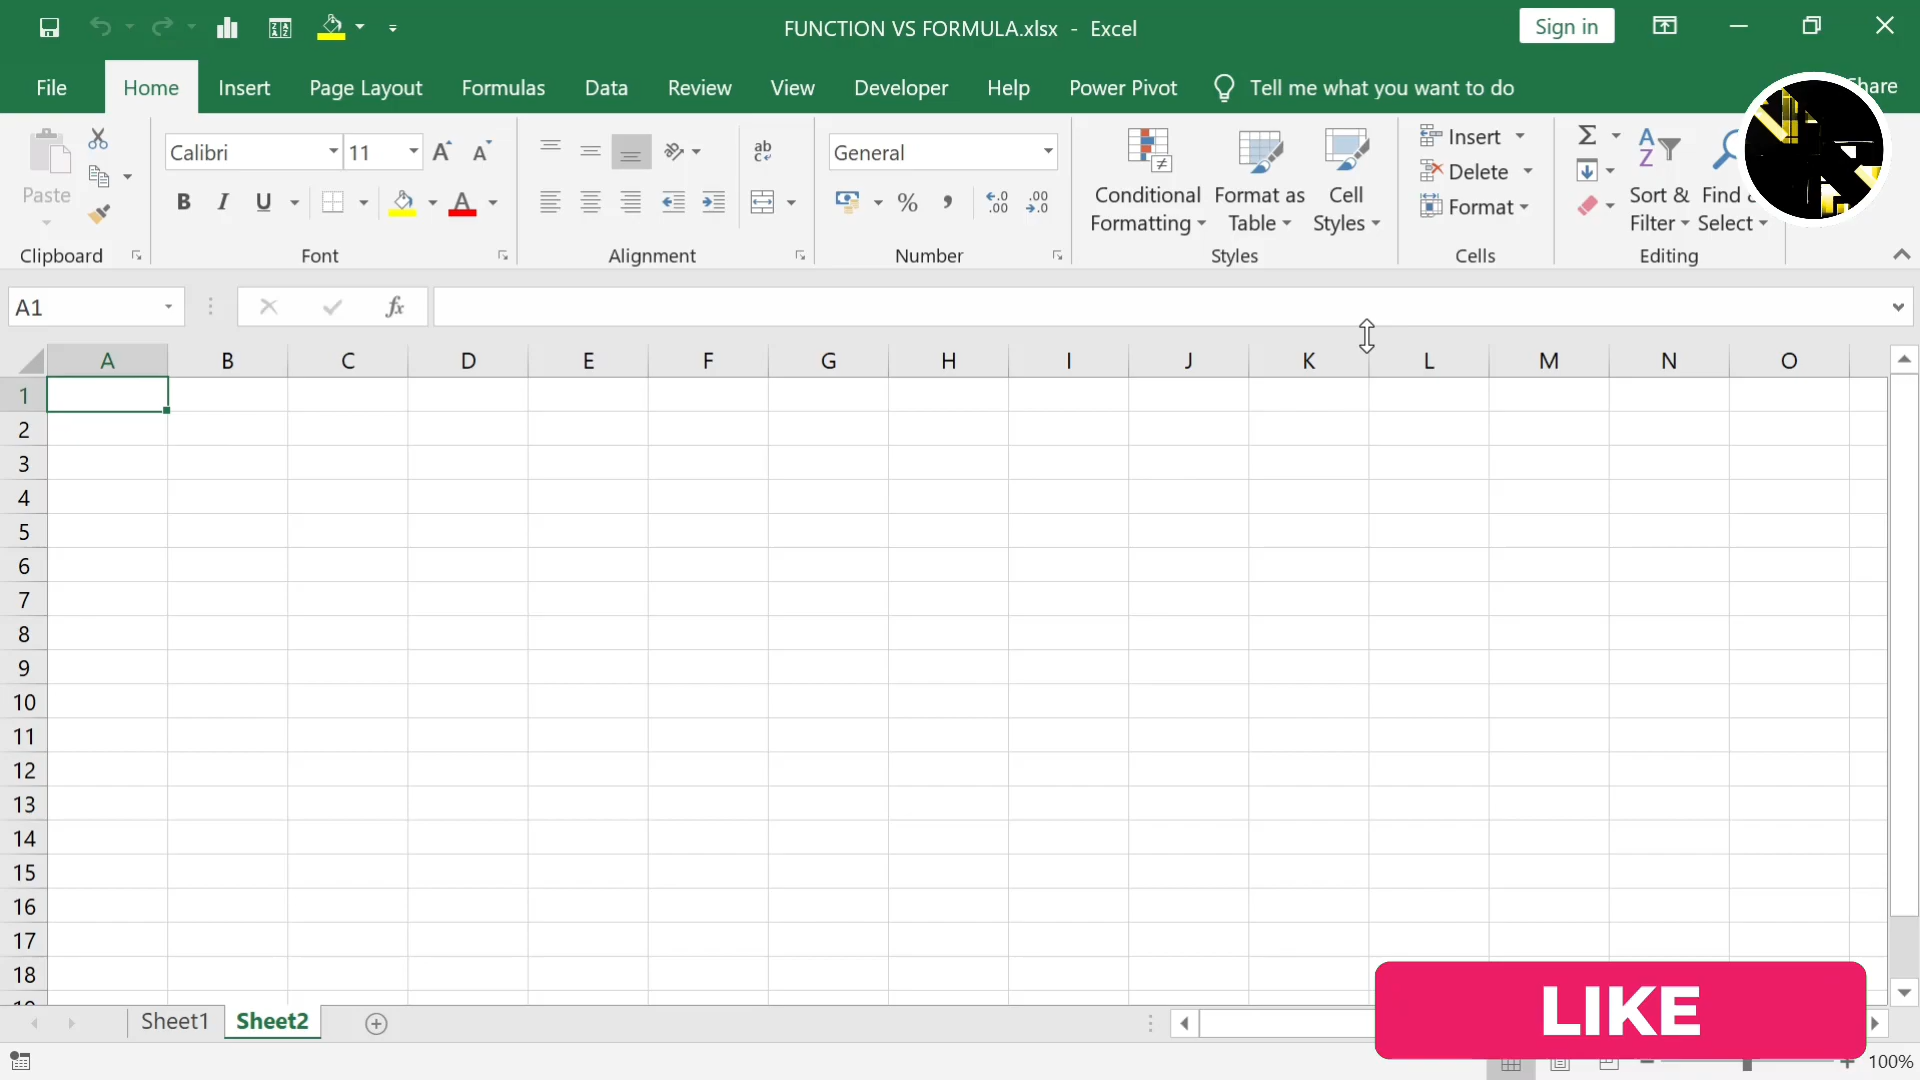 FUNCTION VS FORMULA.xlsx - Excel
Sign in
File Home Insert Page Layout Formulas Data Review View Developer Help Power Pivot Tell me what you want to do
Paste
Clipboard
Calibri 11
B I U
Font
ab
Alignment
General
%
Number
Conditional
Formatting
Format as
Table
Cell
Styles
Styles
Insert
Delete
Format
Cells
Sort &
Filter
Find
Select
Editing
A1
fx
A B C D E F G H I J K L M N O
1
2
3
4
5
6
7
8
9
10
11
12
13
14
15
16
17
18
Sheet1 Sheet2
LIKE
100%